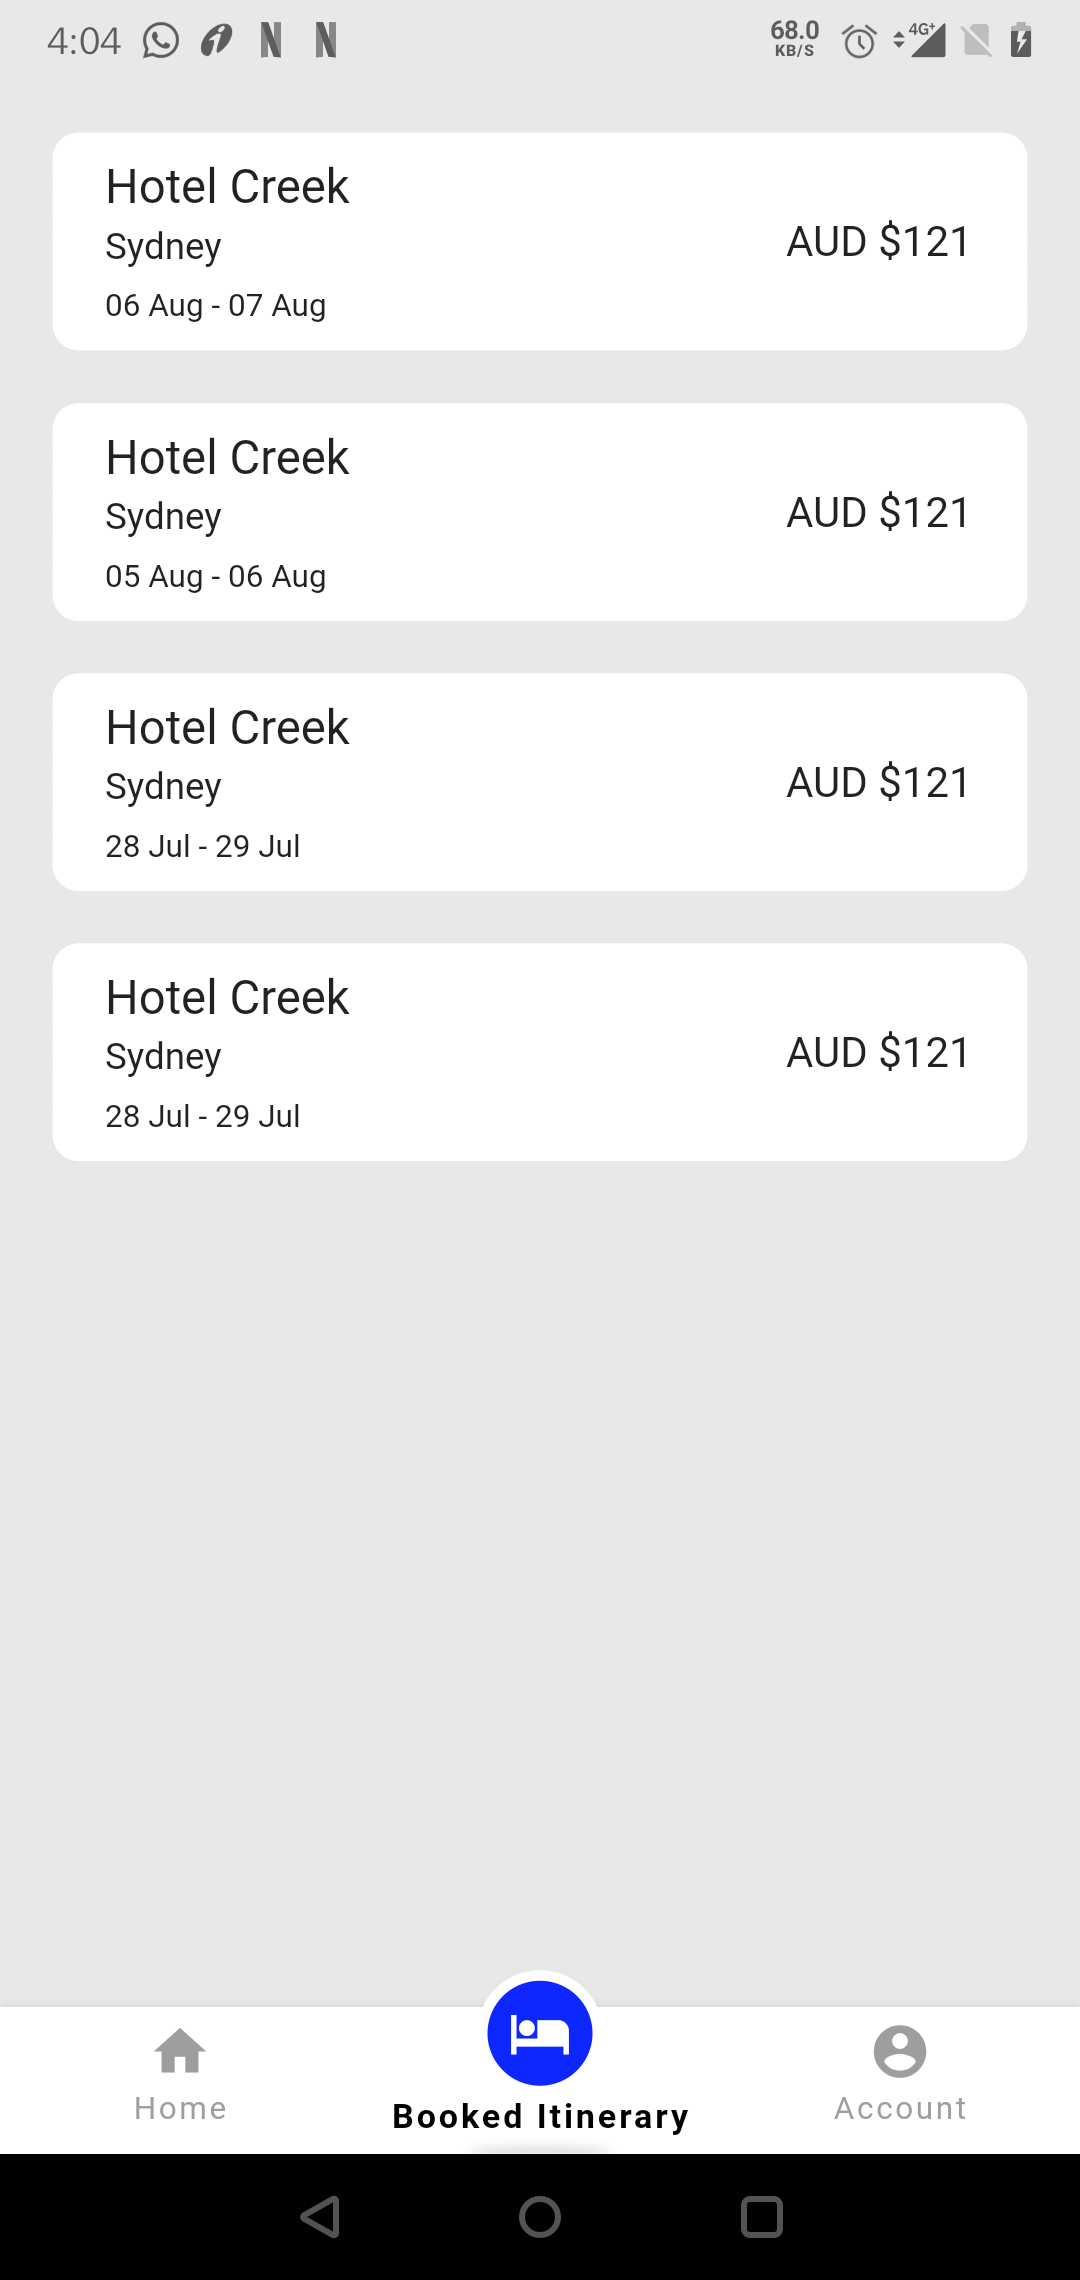 4:04
68.0
KB/S
4G+
Hotel Creek
Sydney
AUD $121
06 Aug - 07 Aug
Hotel Creek
Sydney
AUD $121
05 Aug - 06 Aug
Hotel Creek
Sydney
AUD $121
28 Jul - 29 Jul
Hotel Creek
Sydney
AUD $121
28 Jul - 29 Jul
Home
Booked Itinerary
Account